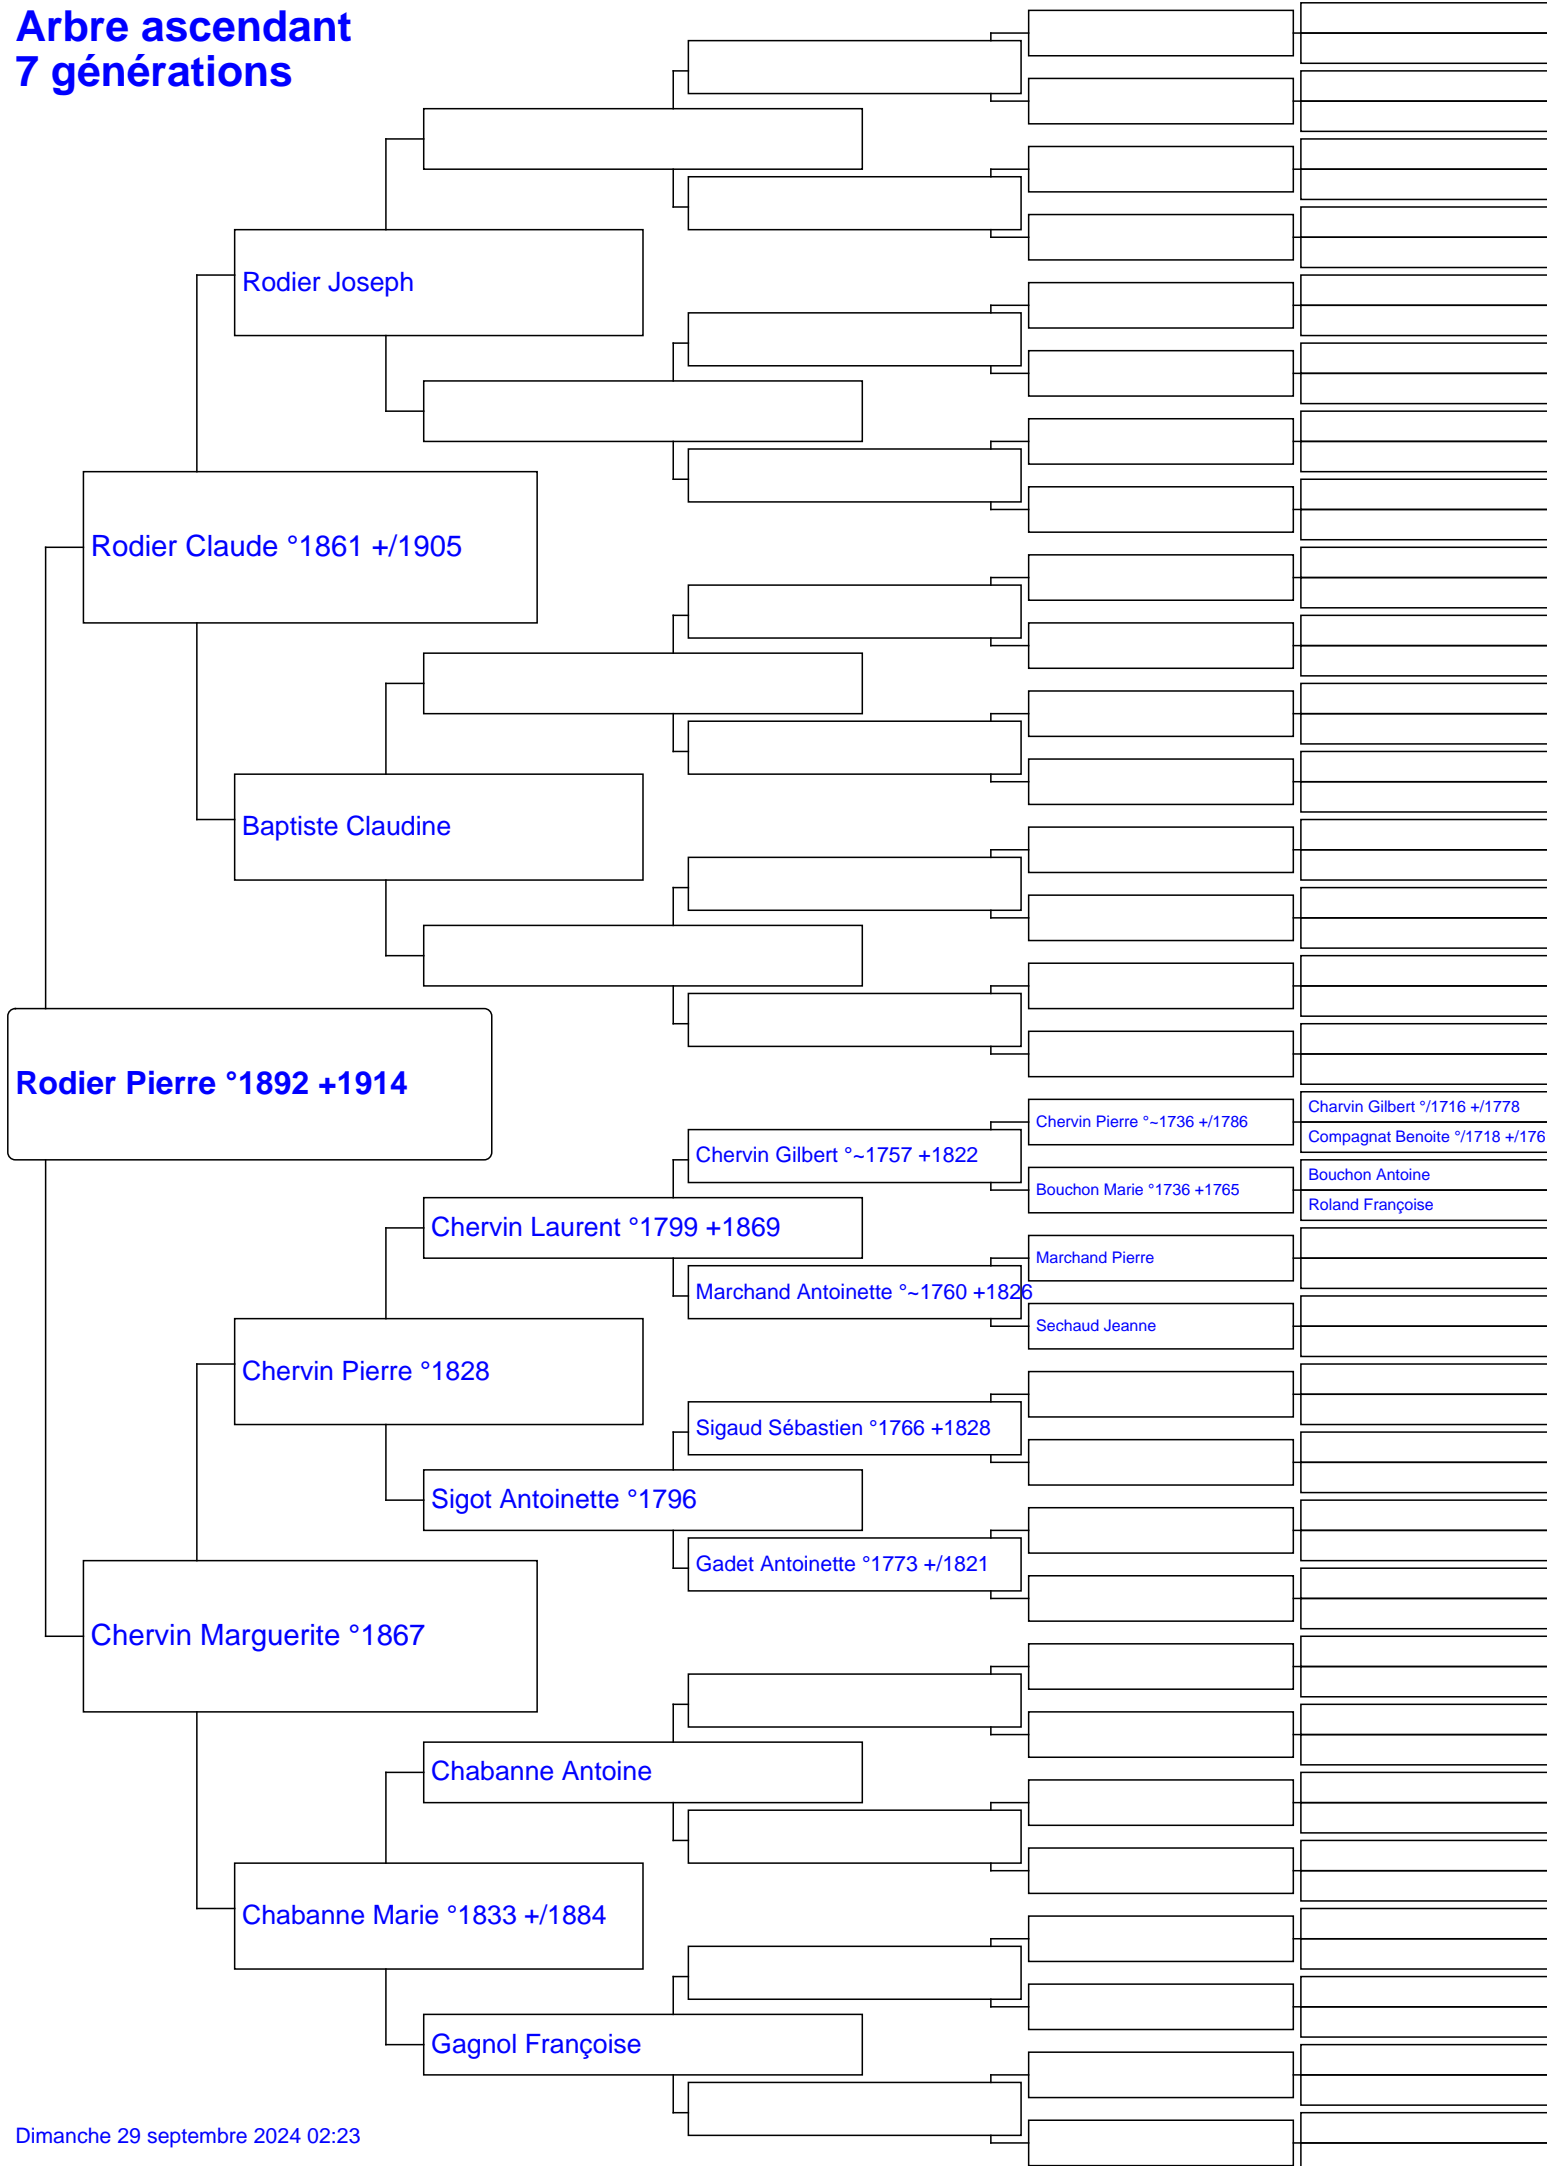 Arbre ascendant
7 générations
Rodier Joseph
Rodier Claude °1861 +/1905
Baptiste Claudine
Rodier Pierre °1892 +1914
Charvin Gilbert °/1716 +/1778
Chervin Pierre °~1736 +/1786
Compagnat Benoite °/1718 +/176
Chervin Gilbert °~1757 +1822
Bouchon Antoine
Bouchon Marie °1736 +1765
Roland Françoise
Chervin Laurent °1799 +1869
Marchand Pierre
Marchand Antoinette °~1760 +1826
Sechaud Jeanne
Chervin Pierre °1828
Sigaud Sébastien °1766 +1828
Sigot Antoinette °1796
Gadet Antoinette °1773 +/1821
Chervin Marguerite °1867
Chabanne Antoine
Chabanne Marie °1833 +/1884
Gagnol Françoise
Dimanche 29 septembre 2024 02:23